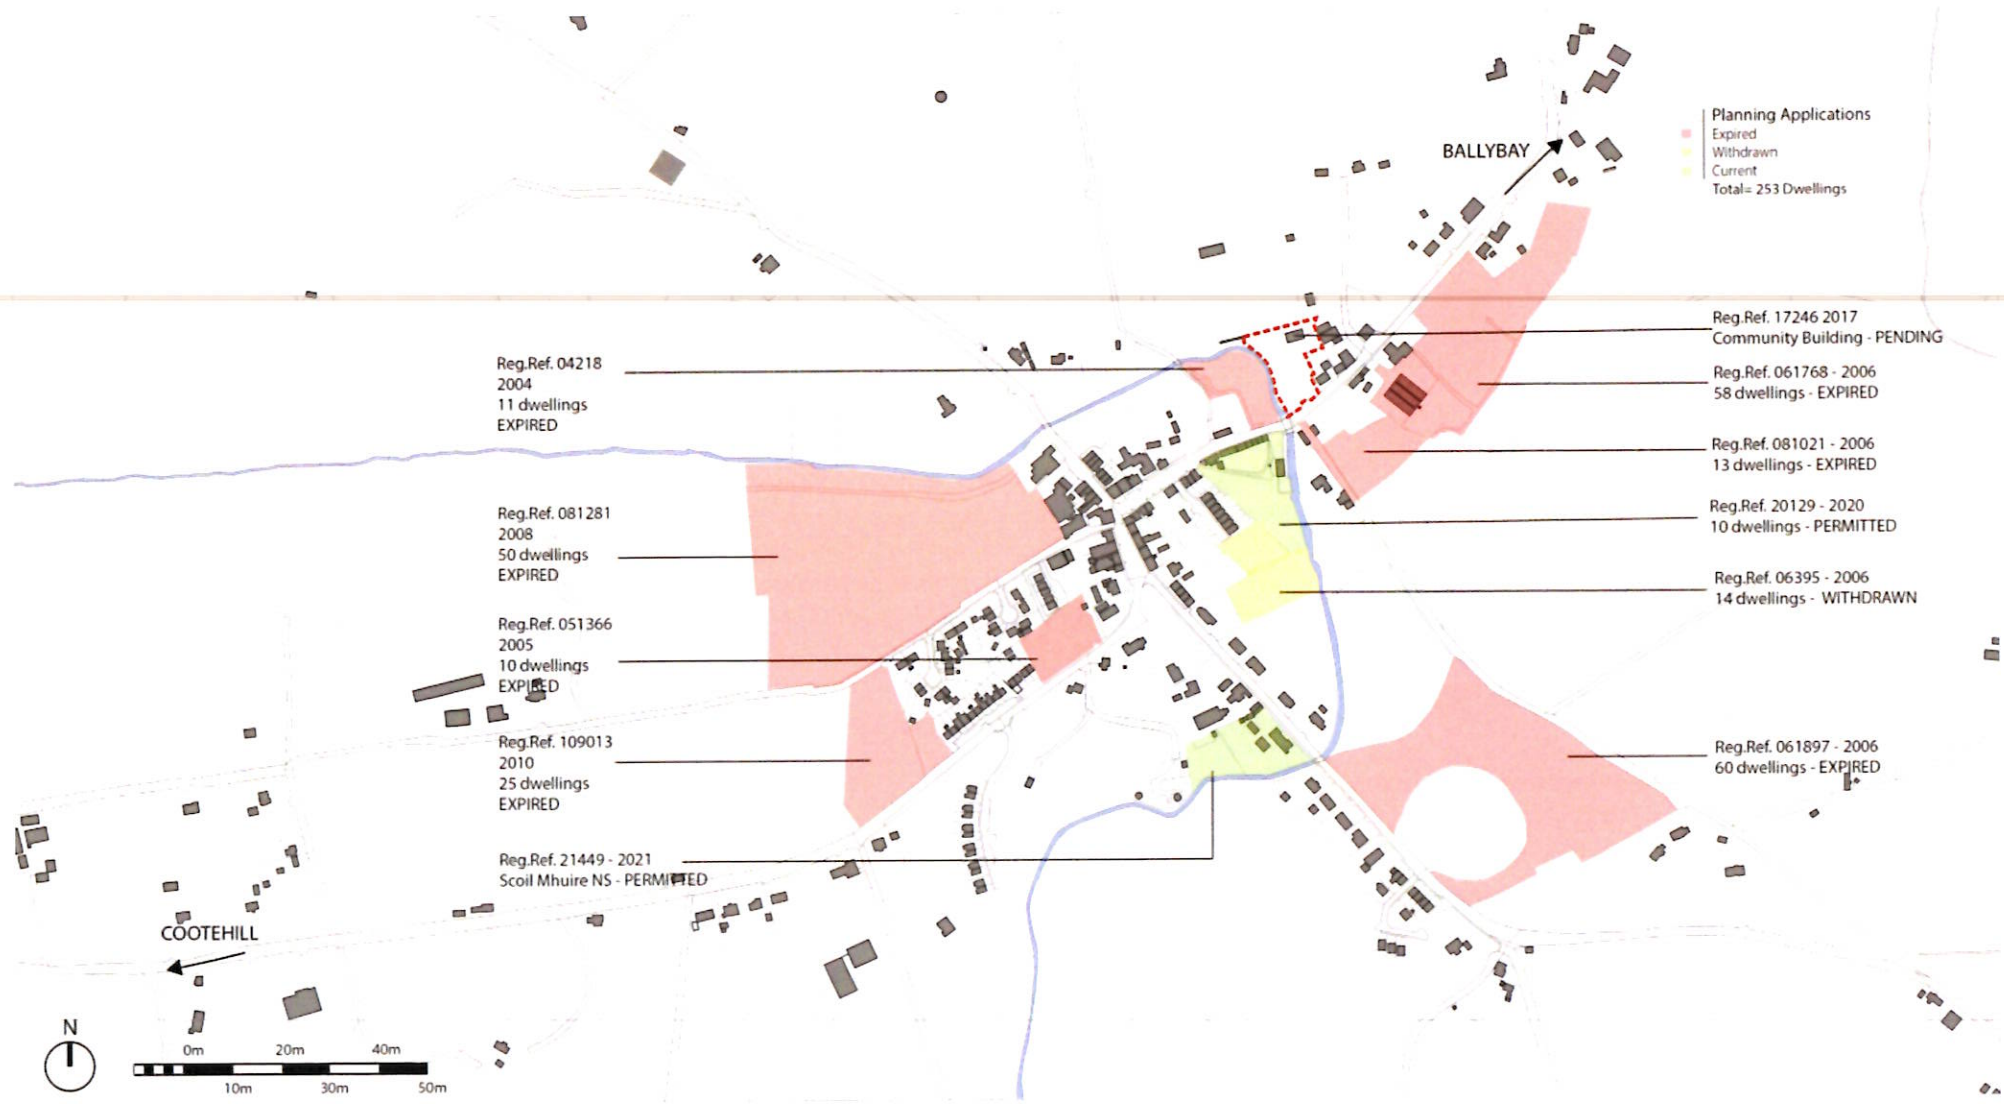 BALLYBAY
Planning Applications
Expired
Withdrawn
Current
Total= 253 Dwellings
Reg.Ref. 17246 2017
Community Building - PENDING
Reg.Ref. 061768 - 2006
58 dwellings - EXPIRED
Reg.Ref. 081021 - 2006
13 dwellings - EXPIRED
Reg.Ref. 20129 - 2020
10 dwellings - PERMITTED
Reg.Ref. 06395 - 2006
14 dwellings - WITHDRAWN
Reg.Ref. 061897 - 2006
60 dwellings - EXPIRED
Reg.Ref. 04218
2004
11 dwellings
EXPIRED
Reg.Ref. 081281
2008
50 dwellings
EXPIRED
Reg.Ref. 051366
2005
10 dwellings
EXPIRED
Reg.Ref. 109013
2010
25 dwellings
EXPIRED
Reg.Ref. 21449 - 2021
Scoil Mhuire NS - PERMITTED
COOTEHILL
N
0m 20m 40m
10m 30m 50m